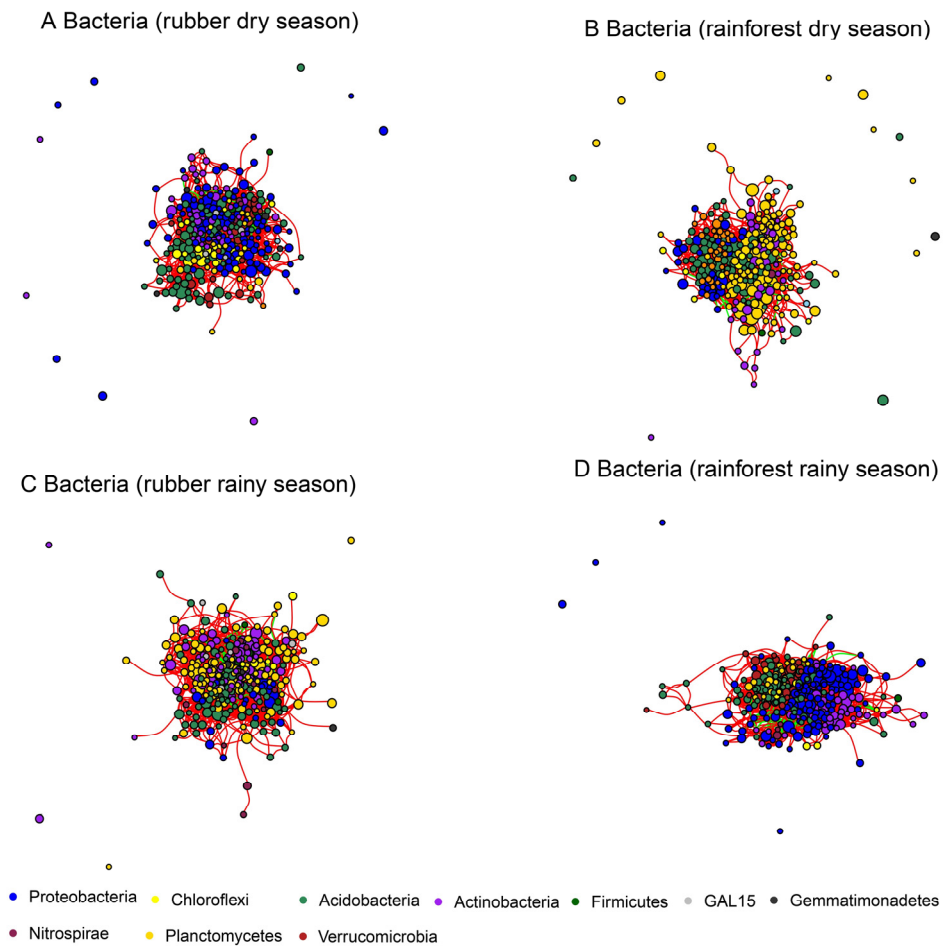 A Bacteria (rubber dry season)
B Bacteria (rainforest dry season)
C Bacteria (rubber rainy season)
D Bacteria (rainforest rainy season)
Proteobacteria Chloroflexi Acidobacteria Actinobacteria Firmicutes GAL15 Gemmatimonadetes
Nitrospirae Planctomycetes Verrucomicrobia